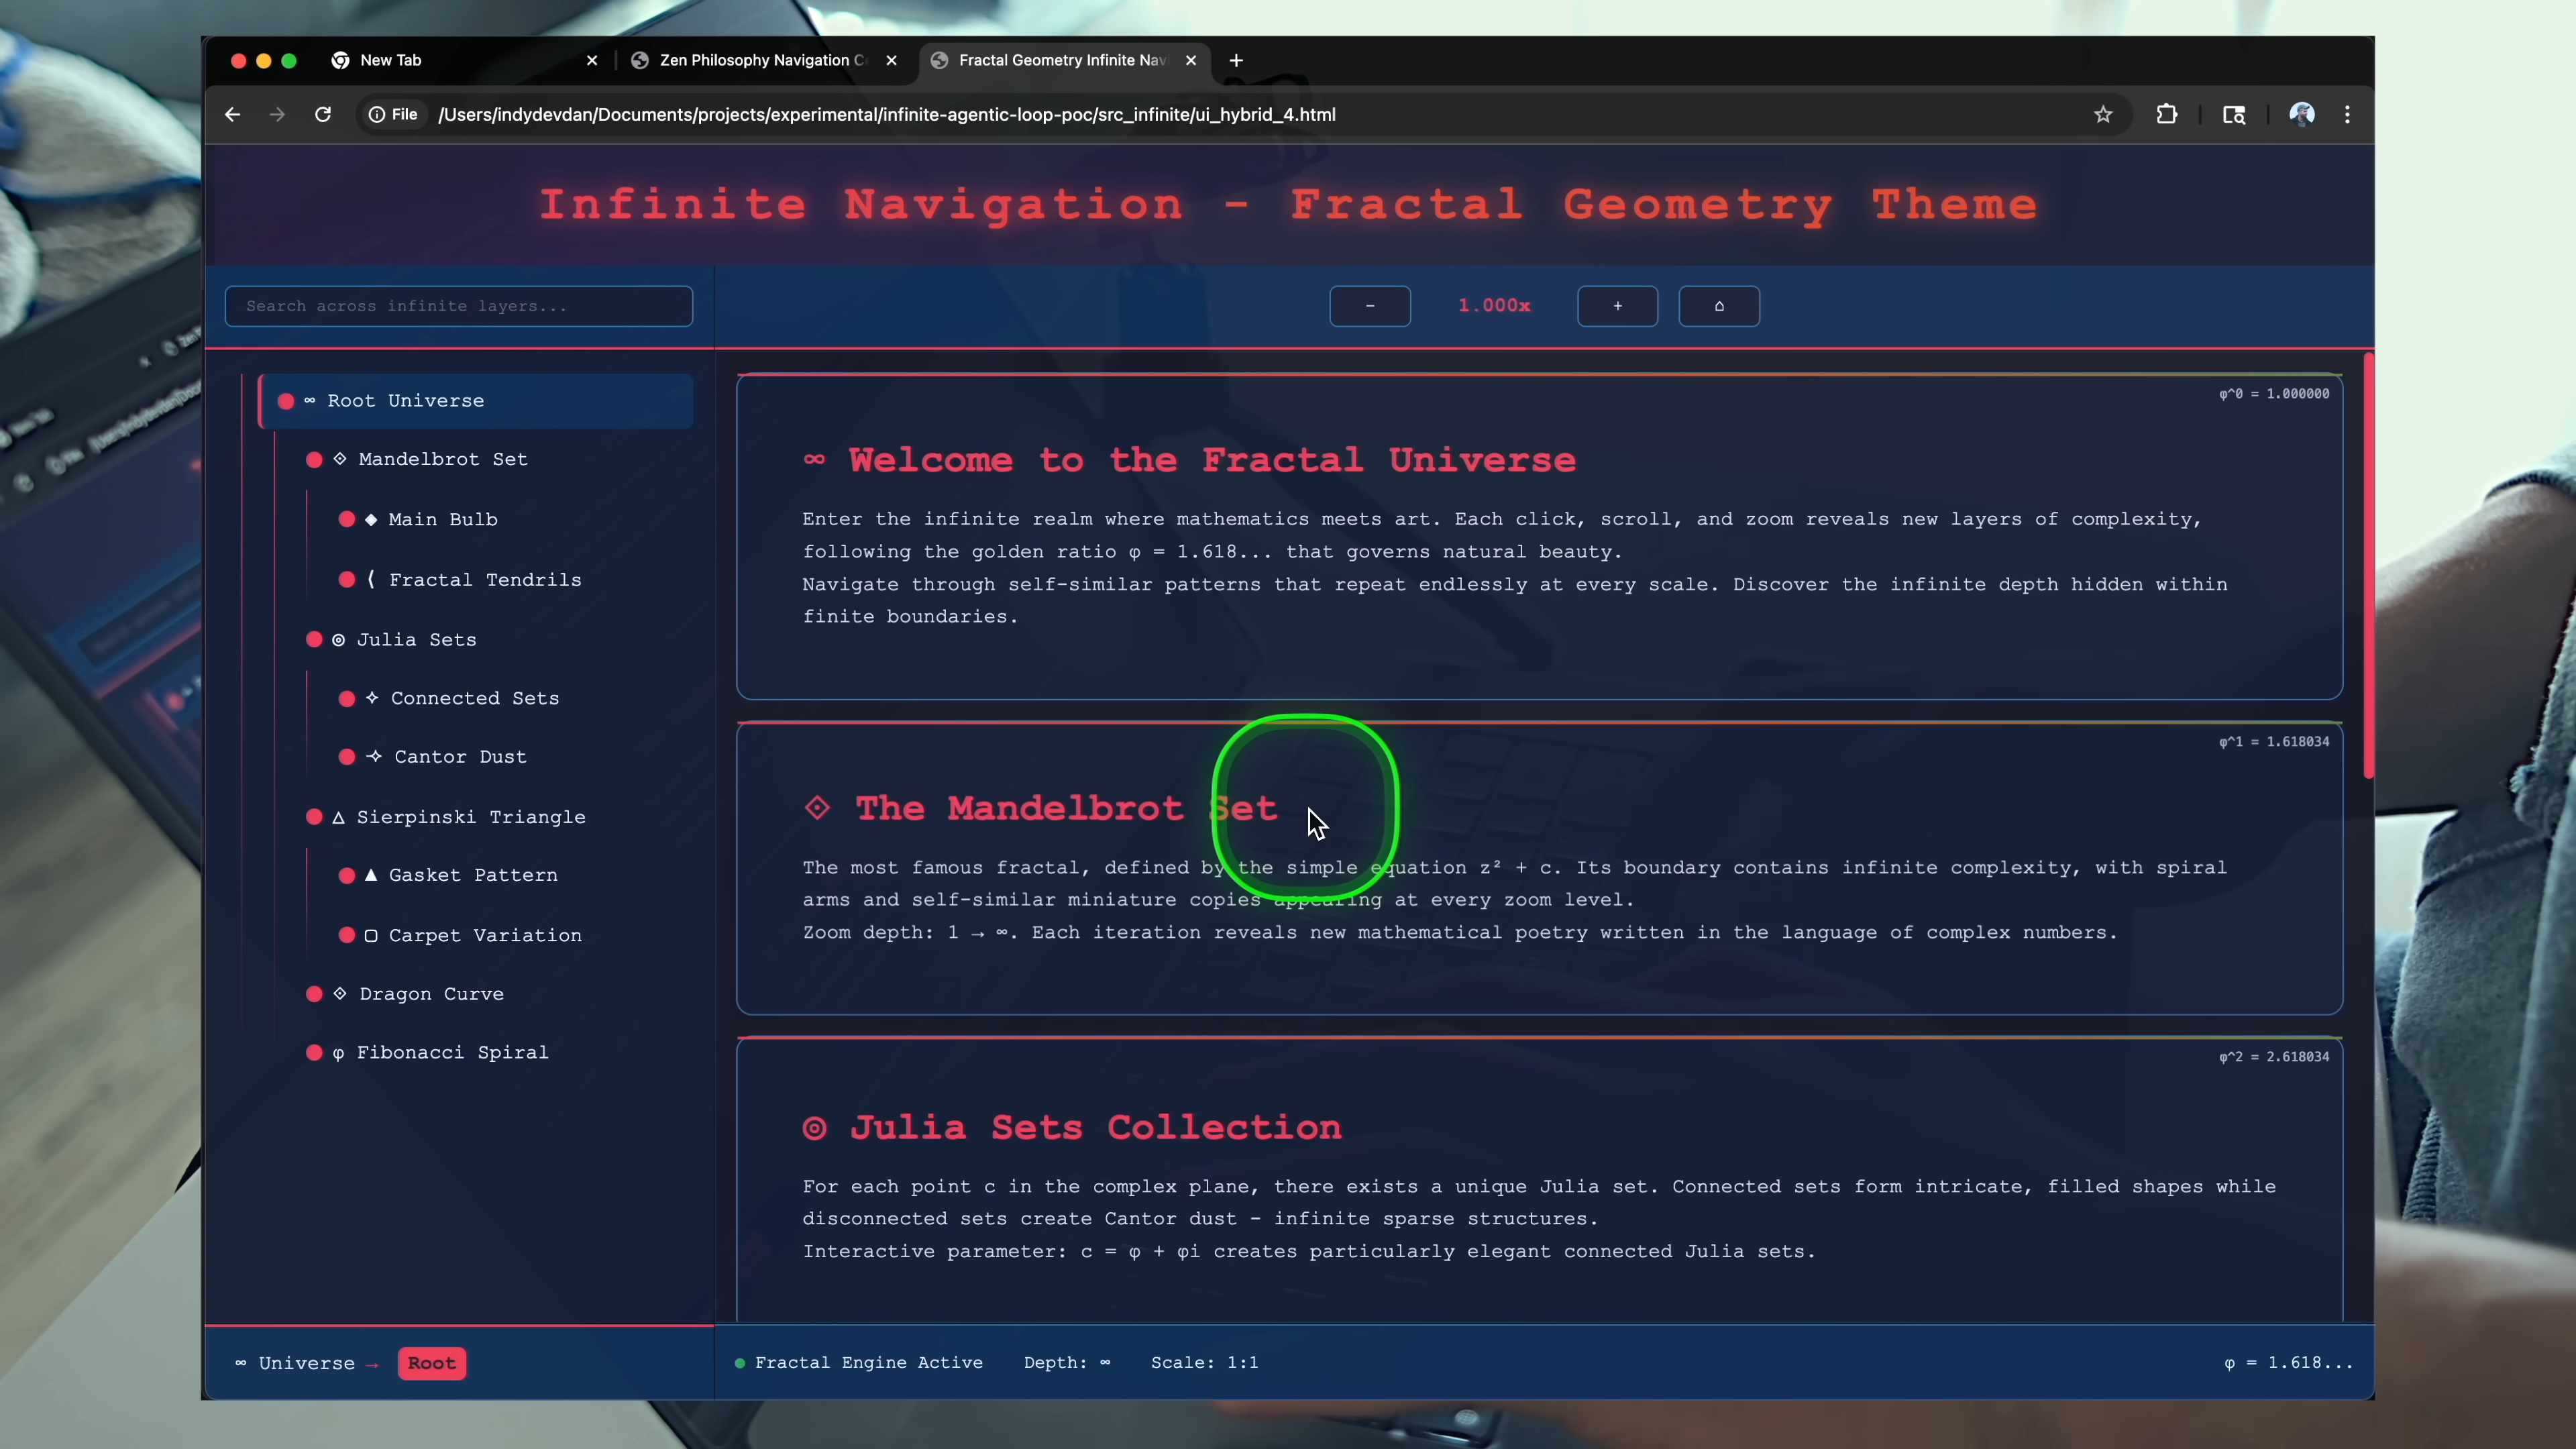 New Tab
Zen Philosophy Navigation C
Fractal Geometry Infinite Nav
File /Users/indydevdan/Documents/projects/experimental/infinite-agentic-loop-poc/src_infinite/ui_hybrid_4.html
Infinite Navigation - Fractal Geometry Theme
Search across infinite layers...
− 1.000x + ⌂
∞ Root Universe
◈ Mandelbrot Set
◆ Main Bulb
⟨ Fractal Tendrils
◎ Julia Sets
✧ Connected Sets
⟢ Cantor Dust
△ Sierpinski Triangle
▲ Gasket Pattern
▢ Carpet Variation
◈ Dragon Curve
φ Fibonacci Spiral
∞ Universe → Root
φ^0 = 1.000000
∞ Welcome to the Fractal Universe
Enter the infinite realm where mathematics meets art. Each click, scroll, and zoom reveals new layers of complexity,
following the golden ratio φ = 1.618... that governs natural beauty.
Navigate through self-similar patterns that repeat endlessly at every scale. Discover the infinite depth hidden within
finite boundaries.
φ^1 = 1.618034
◈ The Mandelbrot Set
The most famous fractal, defined by the simple equation z² + c. Its boundary contains infinite complexity, with spiral
arms and self-similar miniature copies appearing at every zoom level.
Zoom depth: 1 → ∞. Each iteration reveals new mathematical poetry written in the language of complex numbers.
φ^2 = 2.618034
◎ Julia Sets Collection
For each point c in the complex plane, there exists a unique Julia set. Connected sets form intricate, filled shapes while
disconnected sets create Cantor dust - infinite sparse structures.
Interactive parameter: c = φ + φi creates particularly elegant connected Julia sets.
Fractal Engine Active Depth: ∞ Scale: 1:1
φ = 1.618...